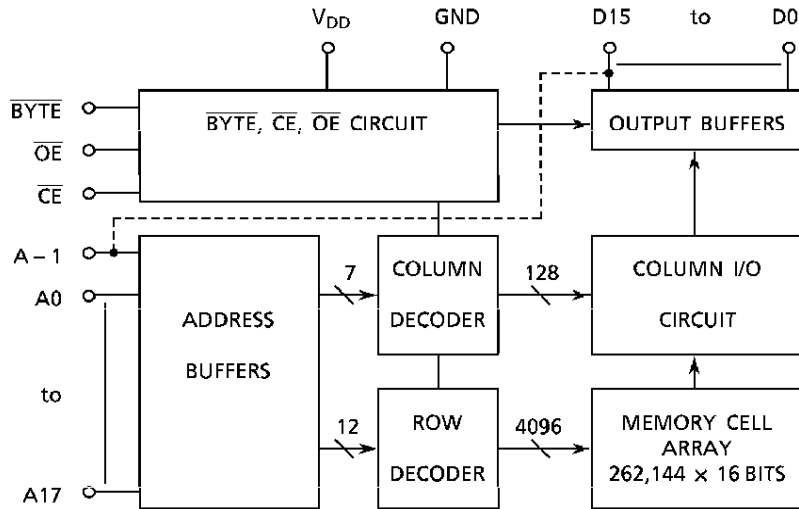 VDD GND D15 to D0
BYTE
OE
CE
BYTE, CE, OE CIRCUIT
OUTPUT BUFFERS
A – 1
A0
to
A17
ADDRESS
BUFFERS
7
COLUMN
DECODER
128
COLUMN I/O
CIRCUIT
12
ROW
DECODER
4096
MEMORY CELL
ARRAY
262,144 × 16 BITS